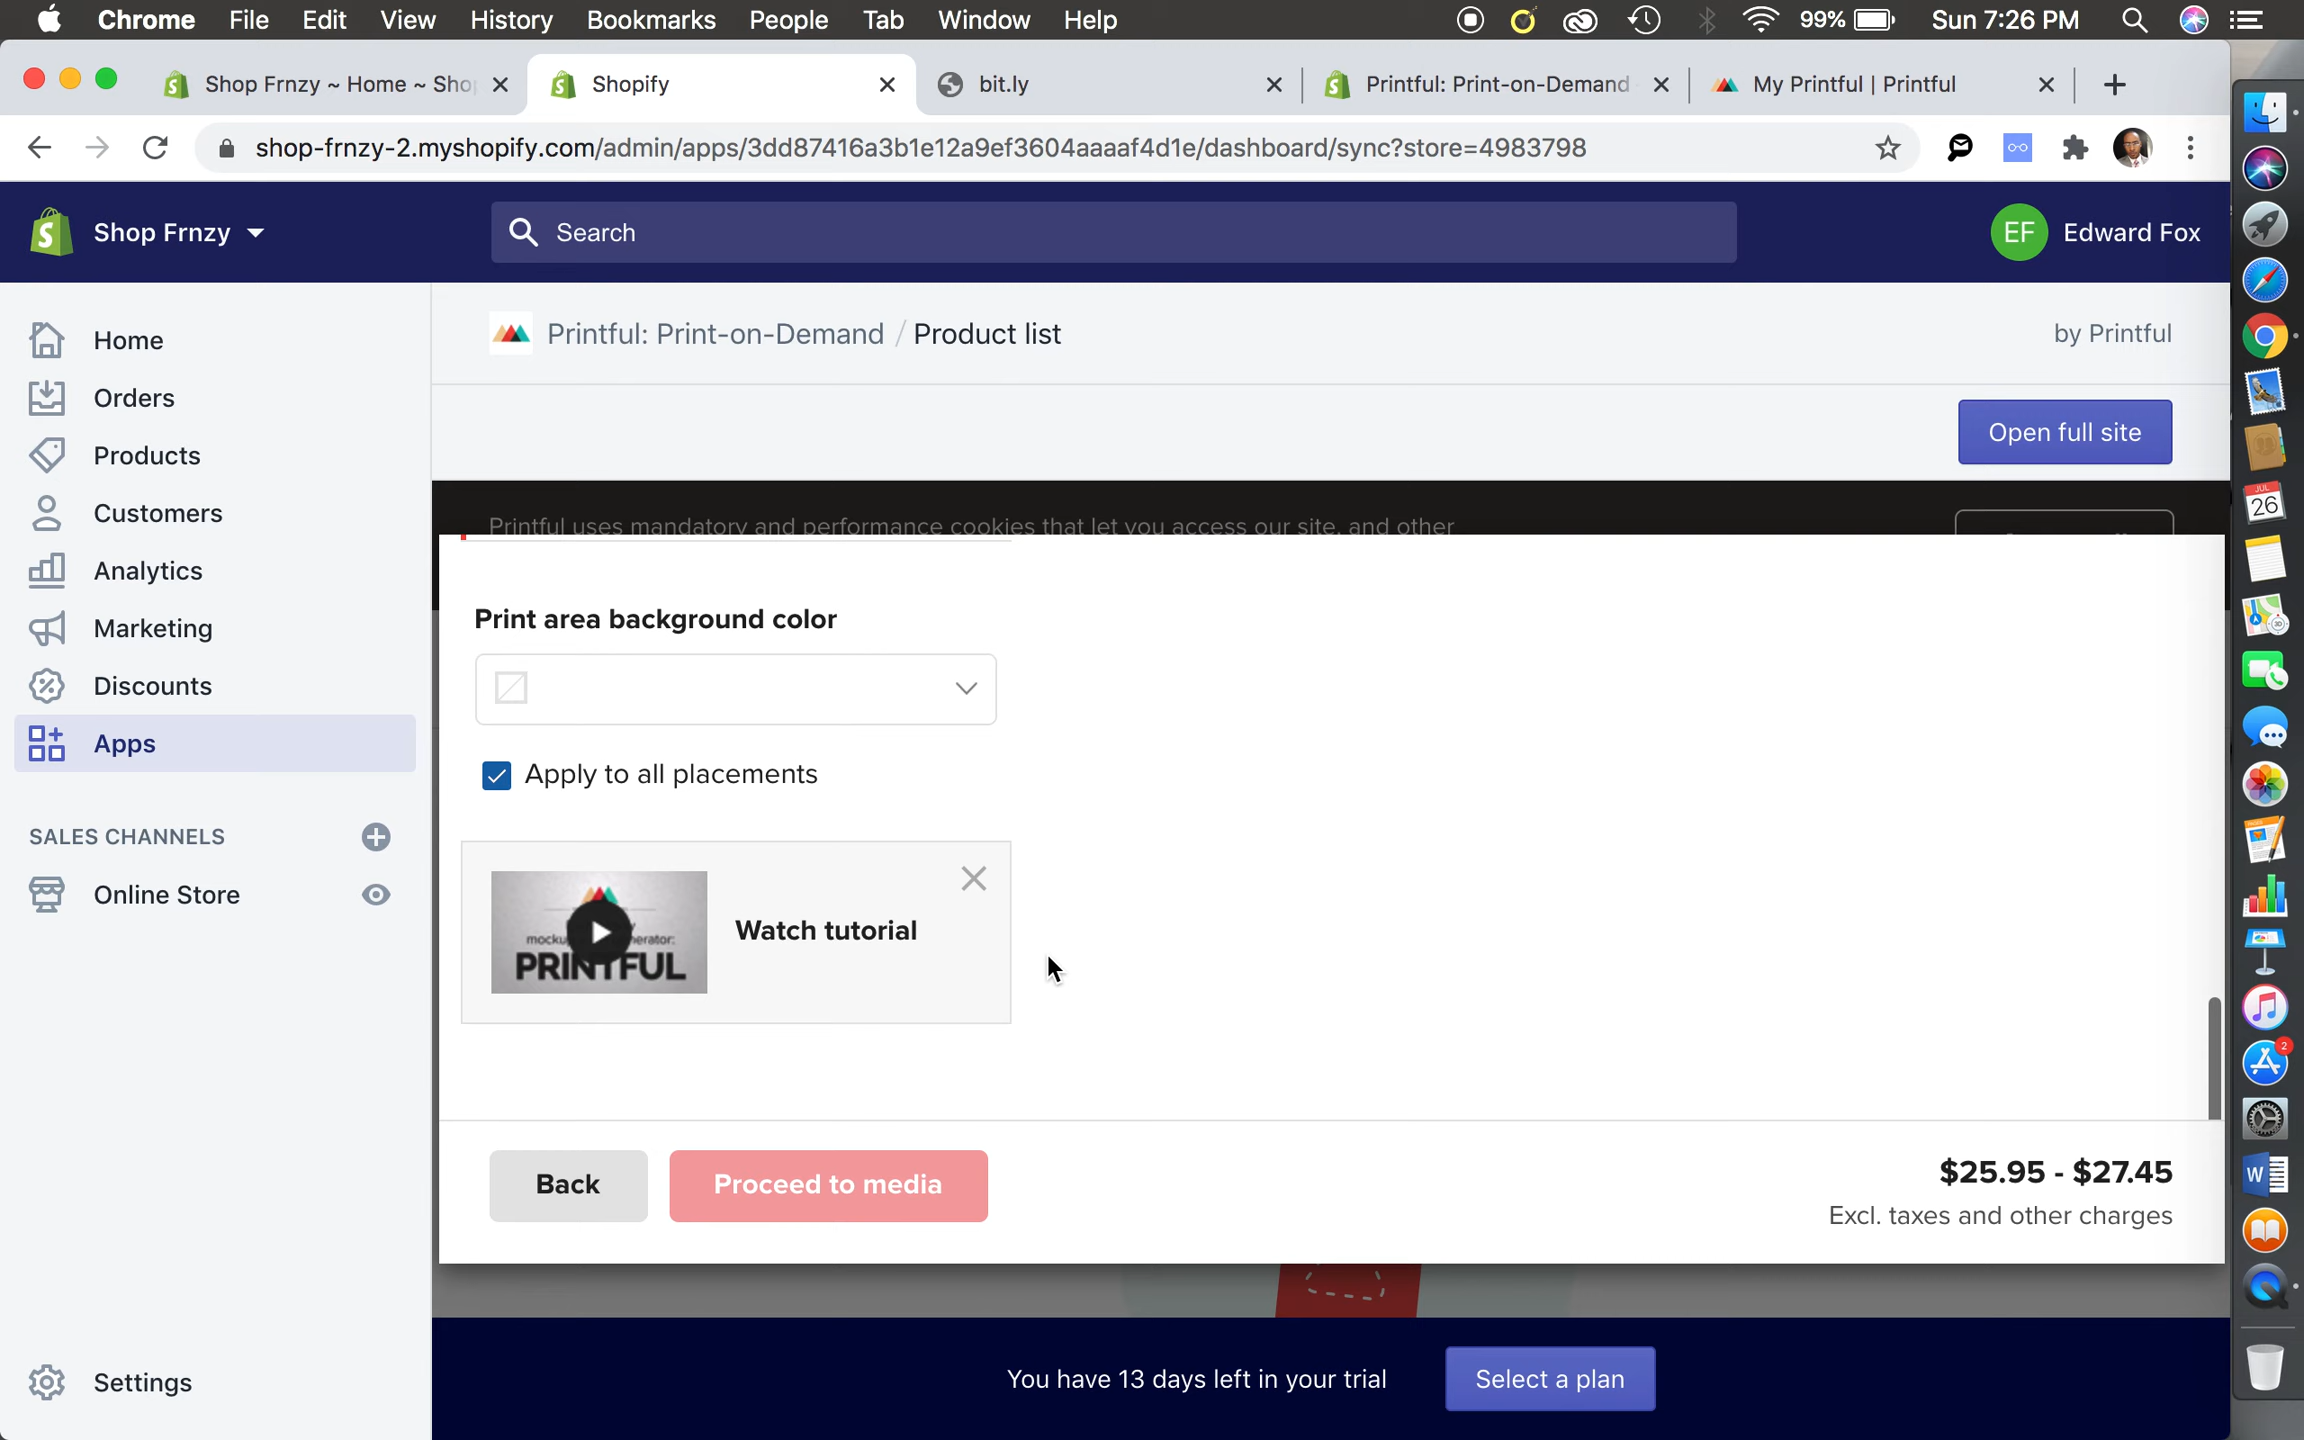 Chrome File Edit View History Bookmarks People Tab Window Help 99% Sun 7:26 PM
Shop Frnzy ~ Home ~ Sho
Shopify
bit.ly
Printful: Print-on-Demand
My Printful | Printful
shop-frnzy-2.myshopify.com/admin/apps/3dd87416a3b1e12a9ef3604aaaaf4d1e/dashboard/sync?store=4983798
Shop Frnzy
Search
EF Edward Fox
Home
Orders
Products
Customers
Analytics
Marketing
Discounts
Apps
SALES CHANNELS
Online Store
Settings
Printful: Print-on-Demand / Product list
by Printful
Open full site
Printful uses mandatory and performance cookies that let you access our site, and other
Print area background color
Apply to all placements
PRINTFUL
Watch tutorial
Back
Proceed to media
$25.95 - $27.45
Excl. taxes and other charges
You have 13 days left in your trial
Select a plan
JUL
26
2
W